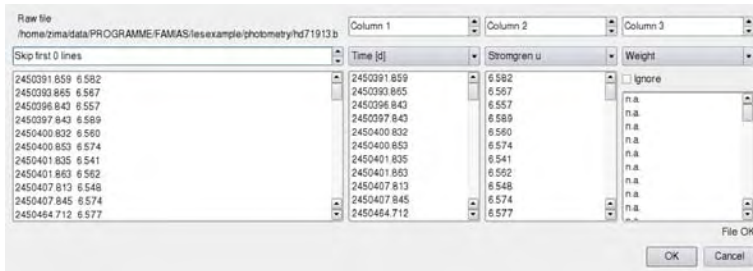 Raw file
/home/zima/data/PROGRAMME/FAMIAS/lesexample/photometry/hd71913.b
Column 1
Column 2
Column 3
Skip first 0 lines
Time [d]
Stromgren u
Weight
2450391.859 6.582
2450393.865 6.567
2450396.843 6.557
2450397.843 6.589
2450400.832 6.560
2450400.853 6.574
2450401.835 6.541
2450401.863 6.562
2450407.813 6.548
2450407.845 6.574
2450464.712 6.577
2450391.859
2450393.865
2450396.843
2450397.843
2450400.832
2450400.853
2450401.835
2450401.863
2450407.813
2450407.845
2450464.712
6.582
6.567
6.557
6.589
6.560
6.574
6.541
6.562
6.548
6.574
6.577
Ignore
n.a.
n.a.
n.a.
n.a.
n.a.
n.a.
n.a.
n.a.
n.a.
n.a.
File OK
OK
Cancel